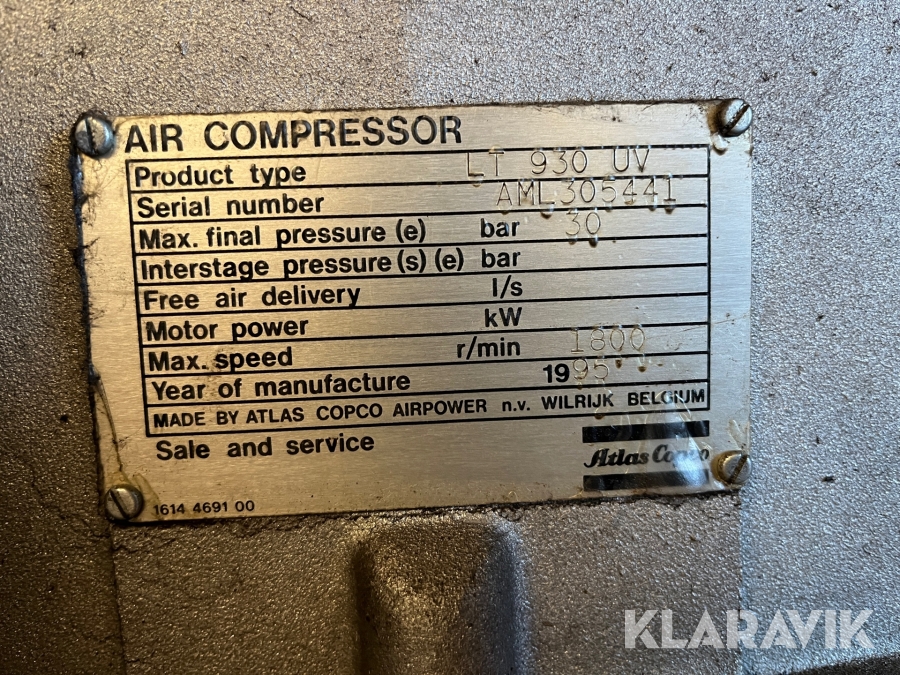 AIR COMPRESSOR
Product type LT 930 UV
Serial number AML305441
Max. final pressure (e) bar 30
Interstage pressure (s) (e) bar
Free air delivery l/s
Motor power kW
Max. speed r/min 1800
Year of manufacture 1995
MADE BY ATLAS COPCO AIRPOWER n.v. WILRIJK BELGIUM
Sale and service
Atlas Copco
1614 4691 00
KLARAVIK